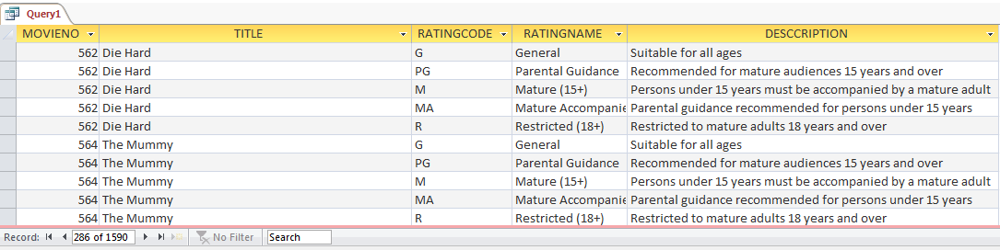 Query1
MOVIENO TITLE RATINGCODE RATINGNAME DESCCRIPTION
562 Die Hard G General Suitable for all ages
562 Die Hard PG Parental Guidance Recommended for mature audiences 15 years and over
562 Die Hard M Mature (15+) Persons under 15 years must be accompanied by a mature adult
562 Die Hard MA Mature Accompanie Parental guidance recommended for persons under 15 years
562 Die Hard R Restricted (18+) Restricted to mature adults 18 years and over
564 The Mummy G General Suitable for all ages
564 The Mummy PG Parental Guidance Recommended for mature audiences 15 years and over
564 The Mummy M Mature (15+) Persons under 15 years must be accompanied by a mature adult
564 The Mummy MA Mature Accompanie Parental guidance recommended for persons under 15 years
564 The Mummy R Restricted (18+) Restricted to mature adults 18 years and over
Record: 286 of 1590 No Filter Search